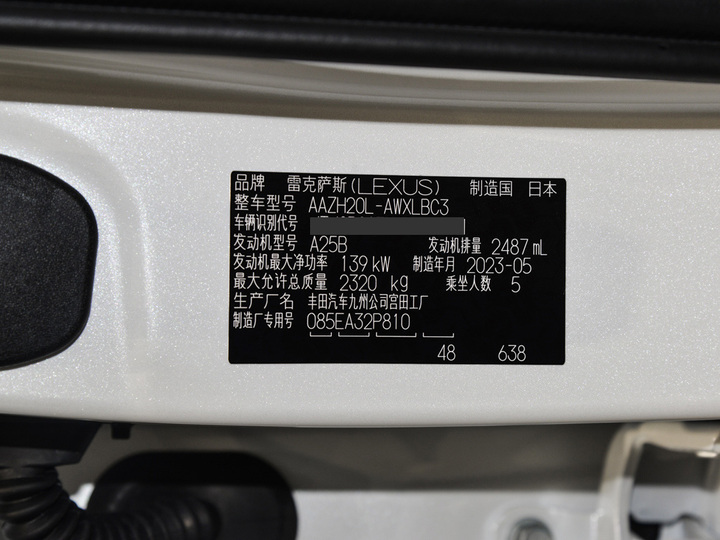 品牌 雷克萨斯(LEXUS) 制造国 日本
整车型号 AAZH20L-AWXLBC3
车辆识别代号
发动机型号 A25B 发动机排量 2487 mL
发动机最大净功率 139 kW 制造年月 2023-05
最大允许总质量 2320 kg 乘坐人数 5
生产厂名 丰田汽车九州公司宫田工厂
制造厂专用号 085EA32P810
48 638